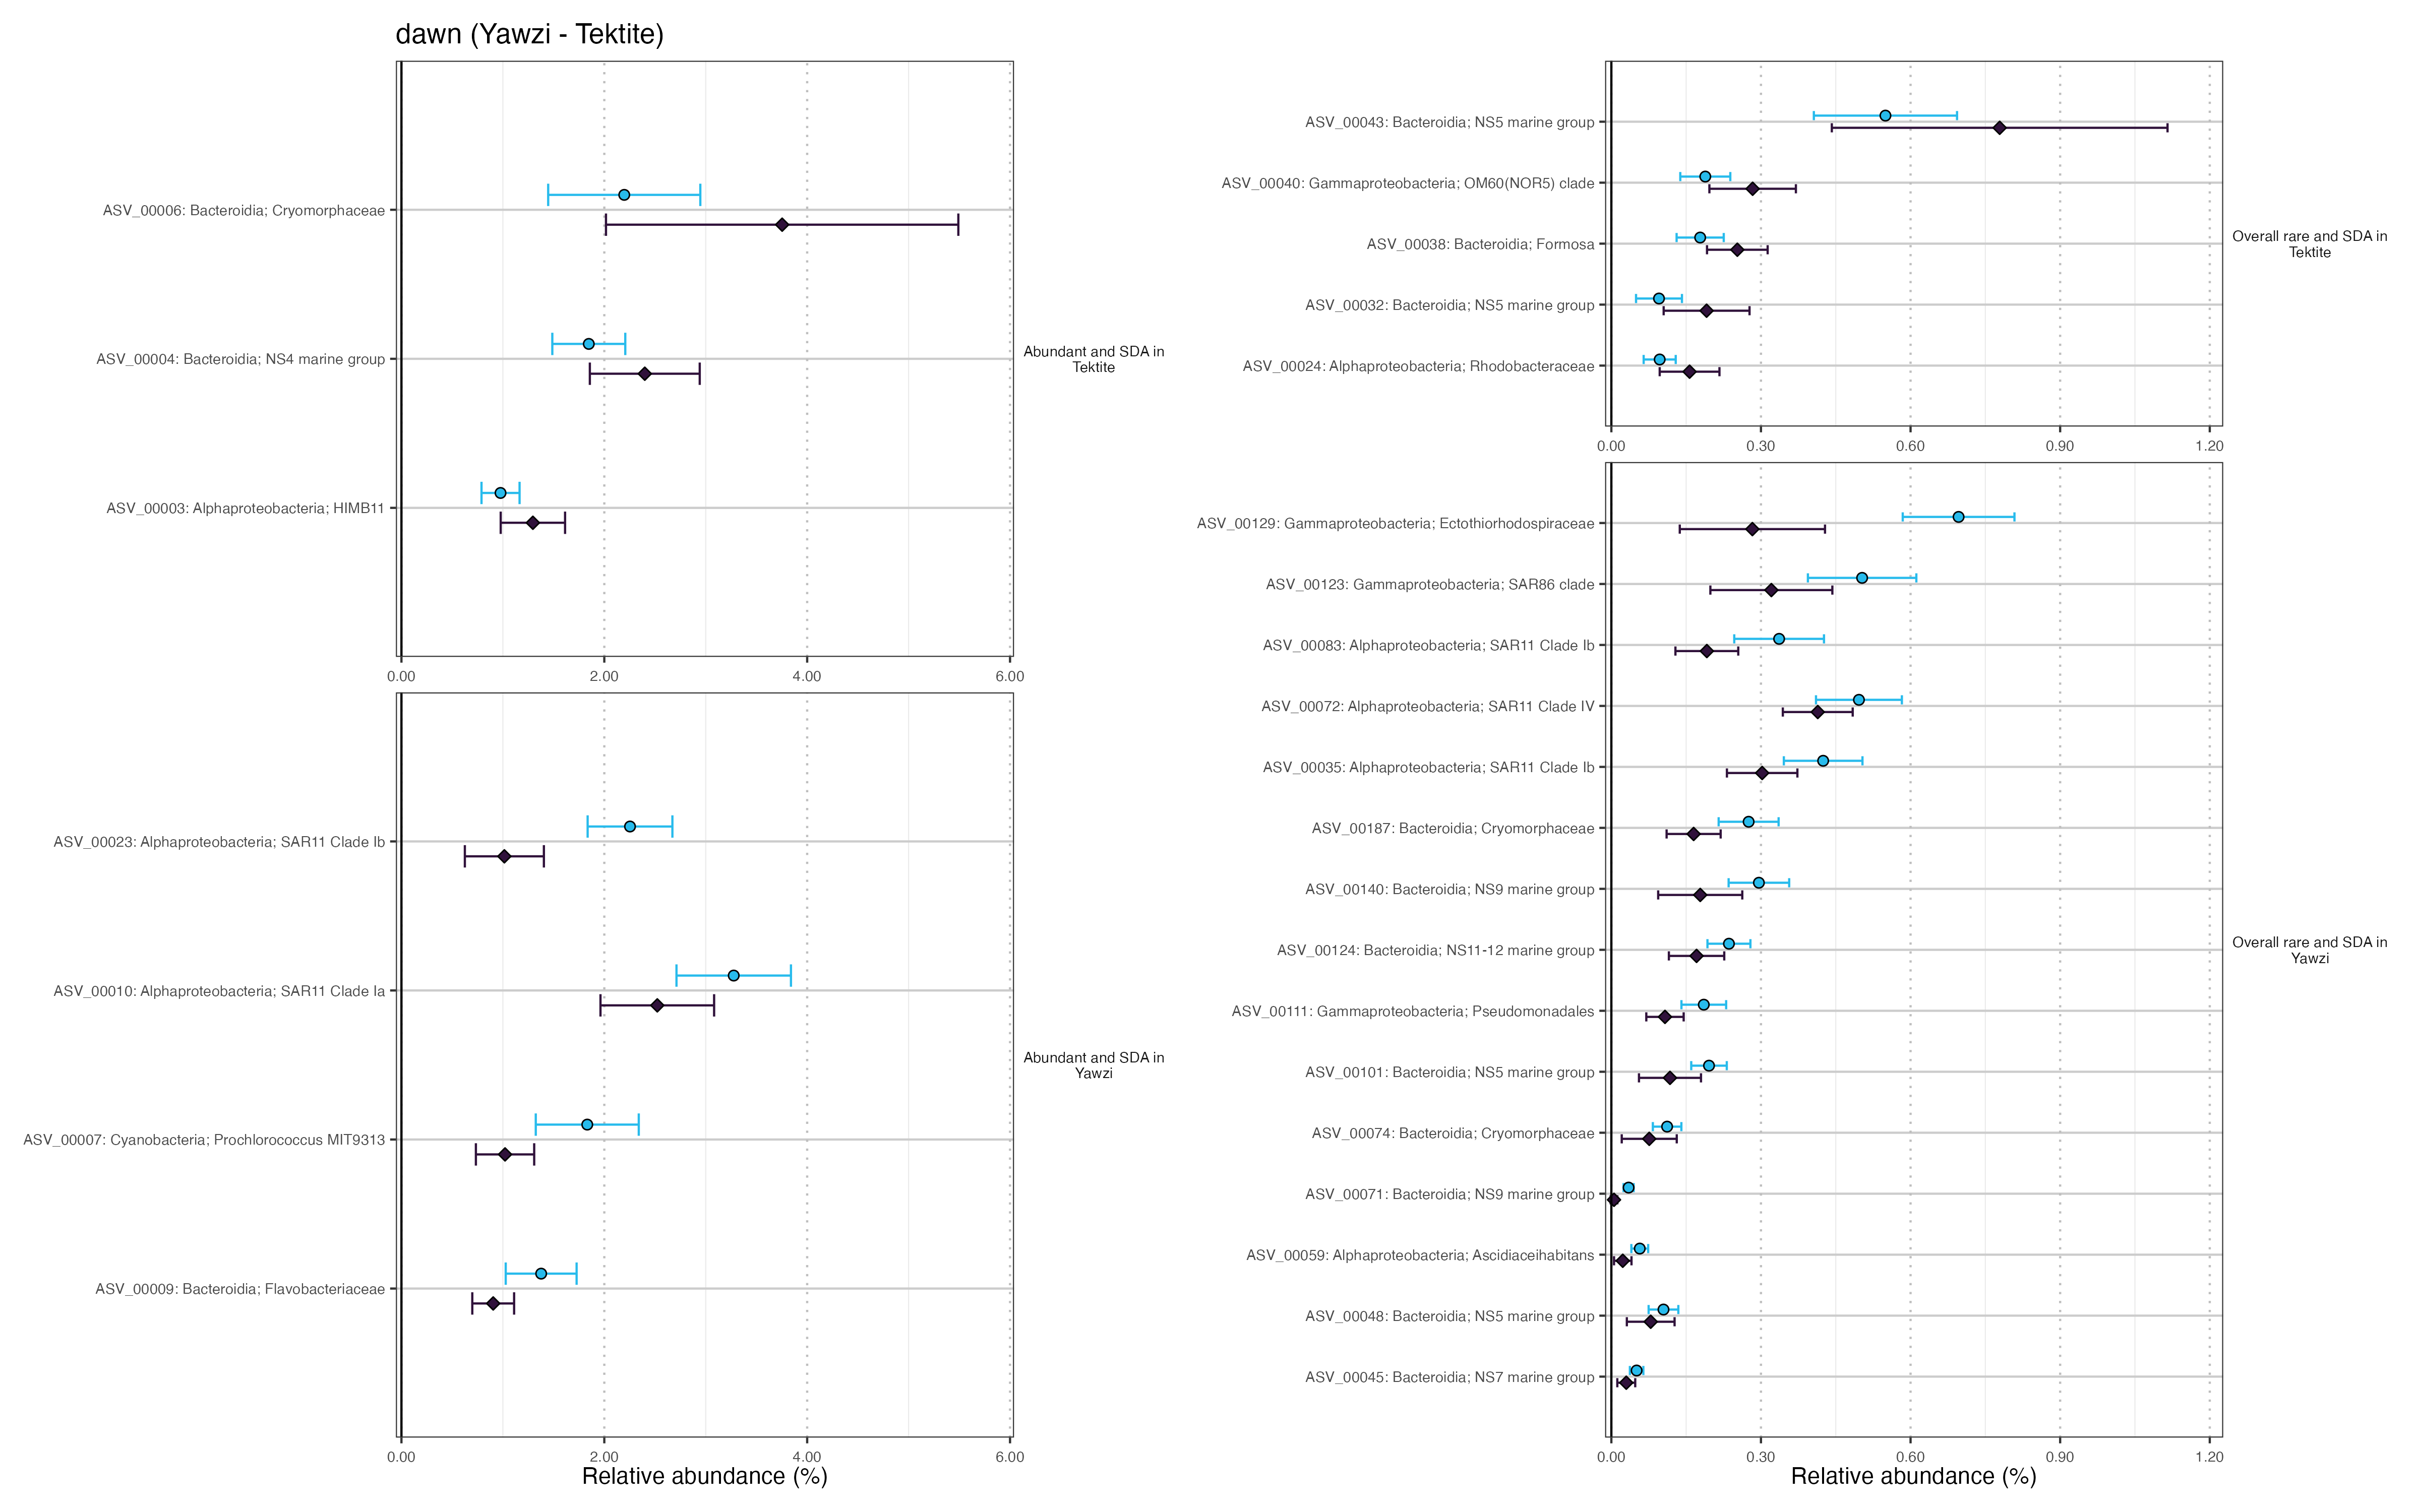 dawn (Yawzi - Tektite)
ASV_00006: Bacteroidia; Cryomorphaceae
ASV_00004: Bacteroidia; NS4 marine group
ASV_00003: Alphaproteobacteria; HIMB11
0.00 2.00 4.00 6.00
Abundant and SDA in
Tektite
ASV_00023: Alphaproteobacteria; SAR11 Clade Ib
ASV_00010: Alphaproteobacteria; SAR11 Clade Ia
ASV_00007: Cyanobacteria; Prochlorococcus MIT9313
ASV_00009: Bacteroidia; Flavobacteriaceae
0.00 2.00 4.00 6.00
Relative abundance (%)
Abundant and SDA in
Yawzi
ASV_00043: Bacteroidia; NS5 marine group
ASV_00040: Gammaproteobacteria; OM60(NOR5) clade
ASV_00038: Bacteroidia; Formosa
ASV_00032: Bacteroidia; NS5 marine group
ASV_00024: Alphaproteobacteria; Rhodobacteraceae
0.00 0.30 0.60 0.90 1.20
Overall rare and SDA in
Tektite
ASV_00129: Gammaproteobacteria; Ectothiorhodospiraceae
ASV_00123: Gammaproteobacteria; SAR86 clade
ASV_00083: Alphaproteobacteria; SAR11 Clade Ib
ASV_00072: Alphaproteobacteria; SAR11 Clade IV
ASV_00035: Alphaproteobacteria; SAR11 Clade Ib
ASV_00187: Bacteroidia; Cryomorphaceae
ASV_00140: Bacteroidia; NS9 marine group
ASV_00124: Bacteroidia; NS11-12 marine group
ASV_00111: Gammaproteobacteria; Pseudomonadales
ASV_00101: Bacteroidia; NS5 marine group
ASV_00074: Bacteroidia; Cryomorphaceae
ASV_00071: Bacteroidia; NS9 marine group
ASV_00059: Alphaproteobacteria; Ascidiaceihabitans
ASV_00048: Bacteroidia; NS5 marine group
ASV_00045: Bacteroidia; NS7 marine group
0.00 0.30 0.60 0.90 1.20
Relative abundance (%)
Overall rare and SDA in
Yawzi